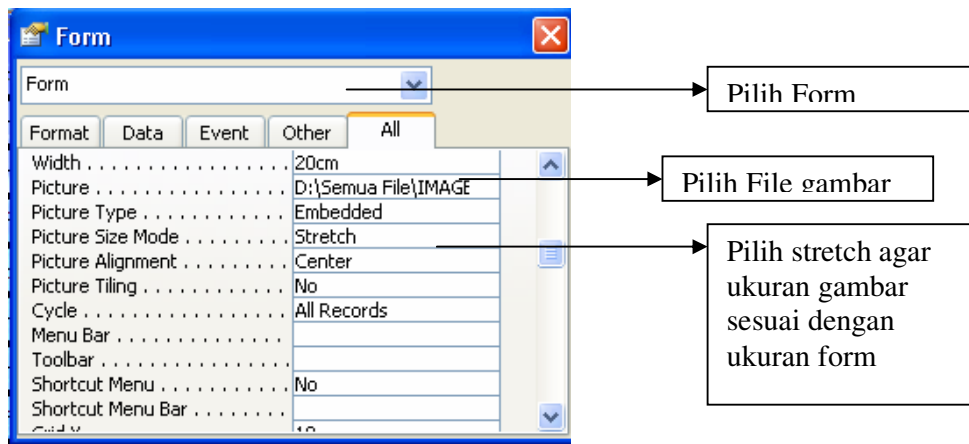 Form
Form
Format Data Event Other All
Width . . . . . . . . . . . . . . . . . . . . 20cm
Picture . . . . . . . . . . . . . . . . . . . D:\Semua File\IMAGE
Picture Type . . . . . . . . . . . . . . Embedded
Picture Size Mode . . . . . . . . . Stretch
Picture Alignment . . . . . . . . . Center
Picture Tiling . . . . . . . . . . . . . No
Cycle . . . . . . . . . . . . . . . . . . . . All Records
Menu Bar . . . . . . . . . . . . . . .
Toolbar . . . . . . . . . . . . . . . . .
Shortcut Menu . . . . . . . . . . . No
Shortcut Menu Bar . . . . . . . .
Pilih Form
Pilih File gambar
Pilih stretch agar
ukuran gambar
sesuai dengan
ukuran form